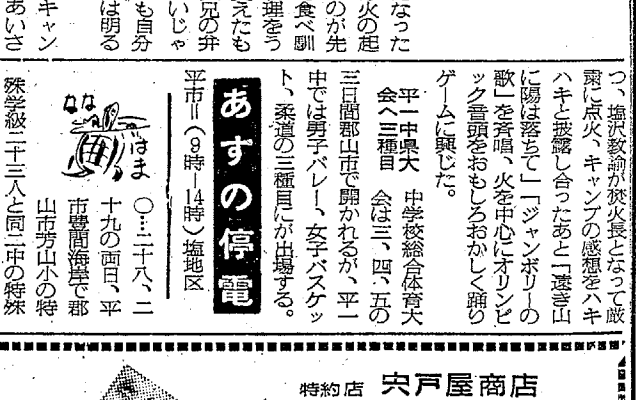 なった
火の起
のが先
食べ馴
理をう
えたも
兄の弁
いじゃ
も自分
は明る
キャン
あいさ
つ、塩沢教諭が営火長となって厳
粛に点火、キャンプの感想をハキ
ハキと披露し合ったあと「遠き山
に陽は落ちて」「ジャンボリーの
歌」を斉唱、火を中心にオリンピ
ック音頭をおもしろおかしく踊り
ゲームに興じた。
平一中県大
会へ三種目
中学校総合体育大
会は三、四、五の
三日間郡山市で開かれるが、平一
中では男子バレー、女子バスケッ
ト、柔道の三種目にが出場する。
あすの停電
平市=(9時—14時)塩地区
はま
なな
○…二十八、二
十九の両日、平
市豊間海岸で郡
山市芳山小の特
殊学級二十三人と同二中の特殊
特約店 宍戸屋商店